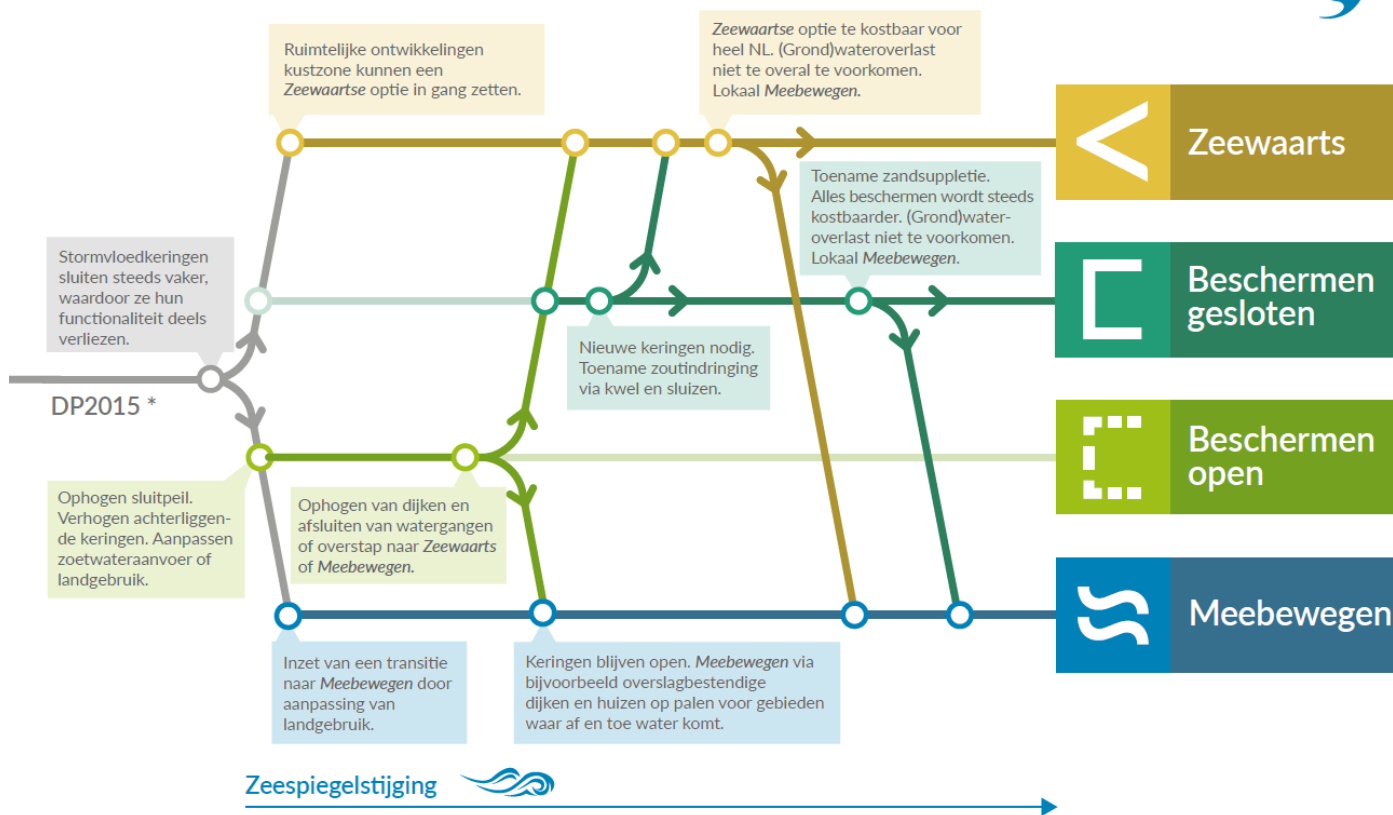 Ruimtelijke ontwikkelingen
kustzone kunnen een
Zeewaartse optie in gang zetten.
Zeewaartse optie te kostbaar voor
heel NL. (Grond)wateroverlast
niet te overal te voorkomen.
Lokaal Meebewegen.
Zeewaarts
Toename zandsuppletie.
Alles beschermen wordt steeds
kostbaarder. (Grond)water-
overlast niet te voorkomen.
Lokaal Meebewegen.
Stormvloedkeringen
sluiten steeds vaker,
waardoor ze hun
functionaliteit deels
verliezen.
Beschermen
gesloten
Nieuwe keringen nodig.
Toename zoutindringing
via kwel en sluizen.
DP2015 *
Beschermen
open
Ophogen sluitpeil.
Verhogen achterliggen-
de keringen. Aanpassen
zoetwateraanvoer of
landgebruik.
Ophogen van dijken en
afsluiten van watergangen
of overstap naar Zeewaarts
of Meebewegen.
Meebewegen
Inzet van een transitie
naar Meebewegen door
aanpassing van
landgebruik.
Keringen blijven open. Meebewegen via
bijvoorbeeld overslagbestendige
dijken en huizen op palen voor gebieden
waar af en toe water komt.
Zeespiegelstijging